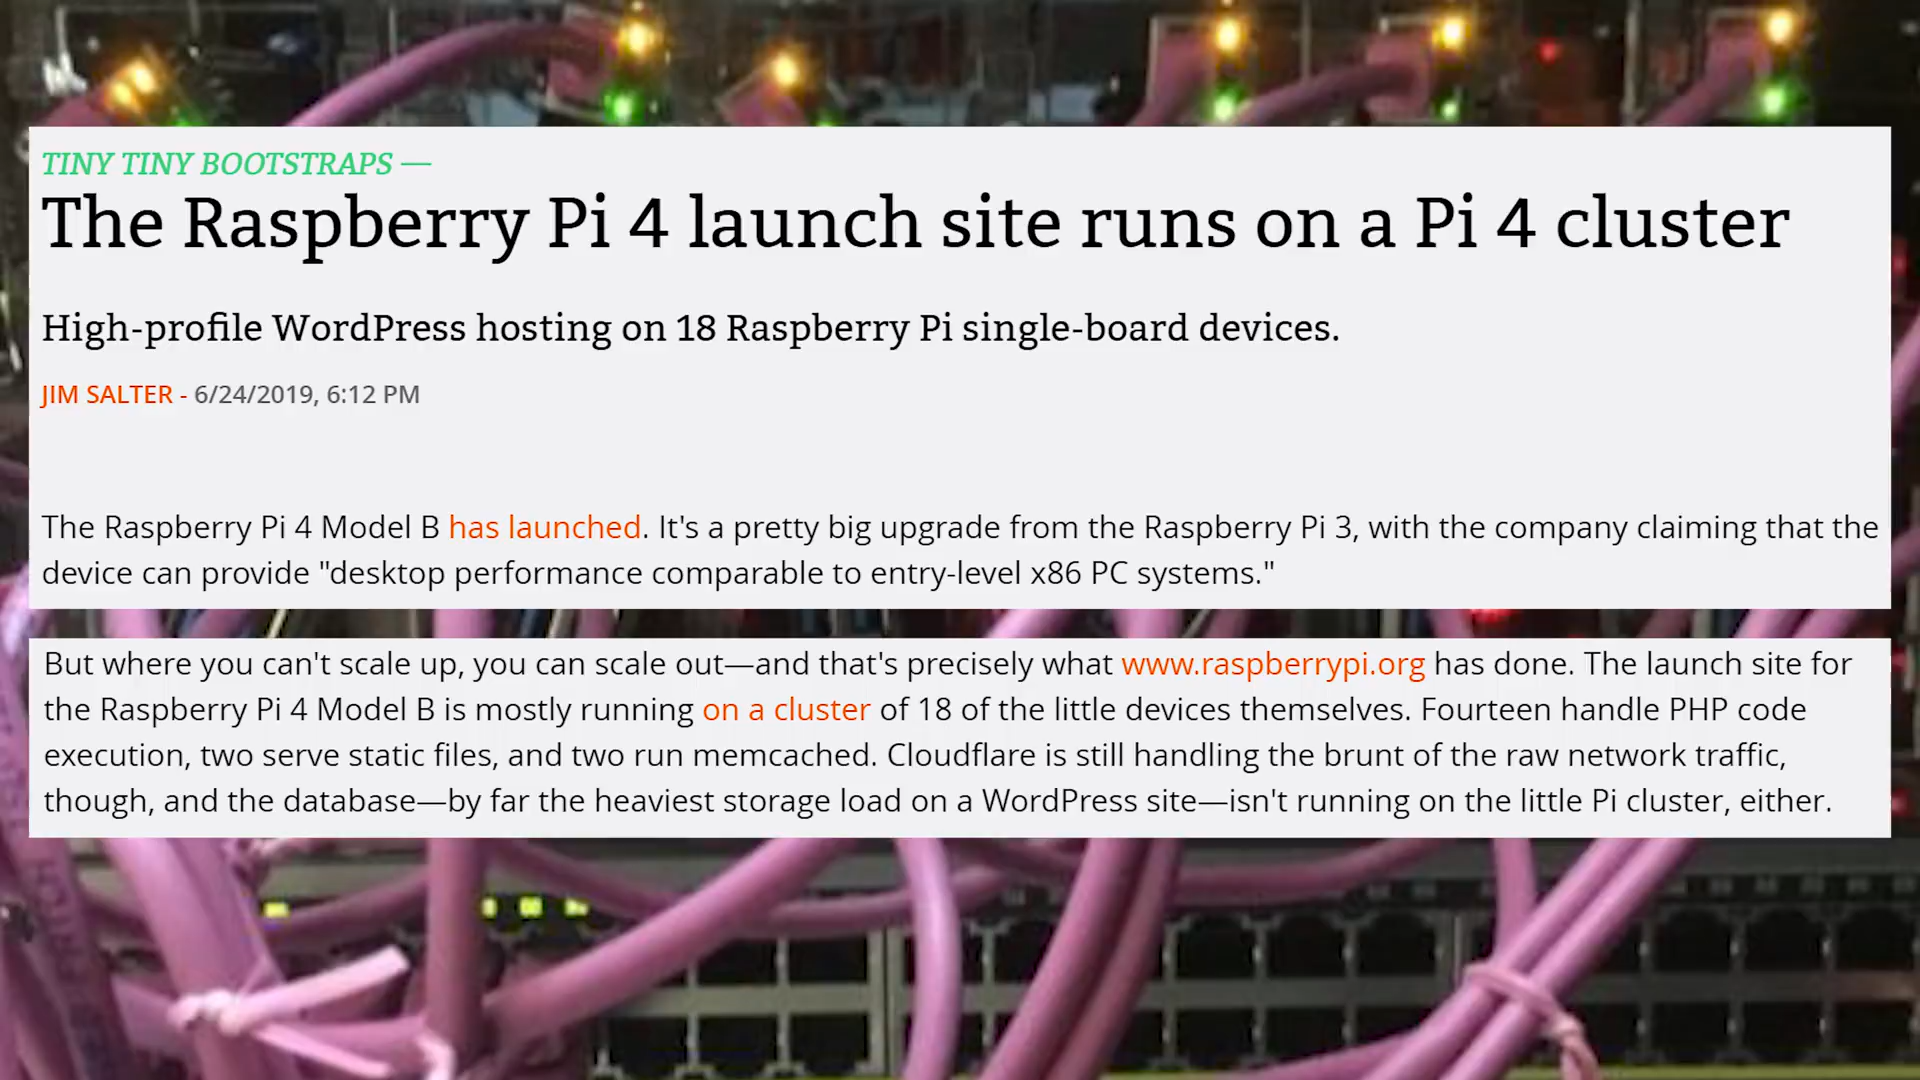 TINY TINY BOOTSTRAPS —
The Raspberry Pi 4 launch site runs on a Pi 4 cluster
High-profile WordPress hosting on 18 Raspberry Pi single-board devices.
JIM SALTER - 6/24/2019, 6:12 PM
The Raspberry Pi 4 Model B has launched. It's a pretty big upgrade from the Raspberry Pi 3, with the company claiming that the
device can provide "desktop performance comparable to entry-level x86 PC systems."
But where you can't scale up, you can scale out—and that's precisely what www.raspberrypi.org has done. The launch site for
the Raspberry Pi 4 Model B is mostly running on a cluster of 18 of the little devices themselves. Fourteen handle PHP code
execution, two serve static files, and two run memcached. Cloudflare is still handling the brunt of the raw network traffic,
though, and the database—by far the heaviest storage load on a WordPress site—isn't running on the little Pi cluster, either.